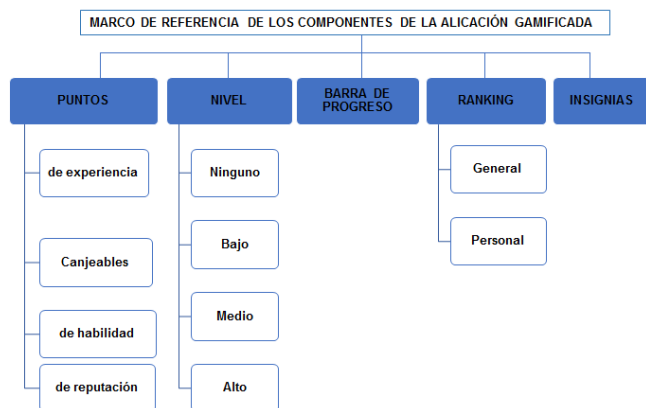 MARCO DE REFERENCIA DE LOS COMPONENTES DE LA ALICACIÓN GAMIFICADA
PUNTOS
NIVEL
BARRA DE
PROGRESO
RANKING
INSIGNIAS
de experiencia
Canjeables
de habilidad
de reputación
Ninguno
Bajo
Medio
Alto
General
Personal